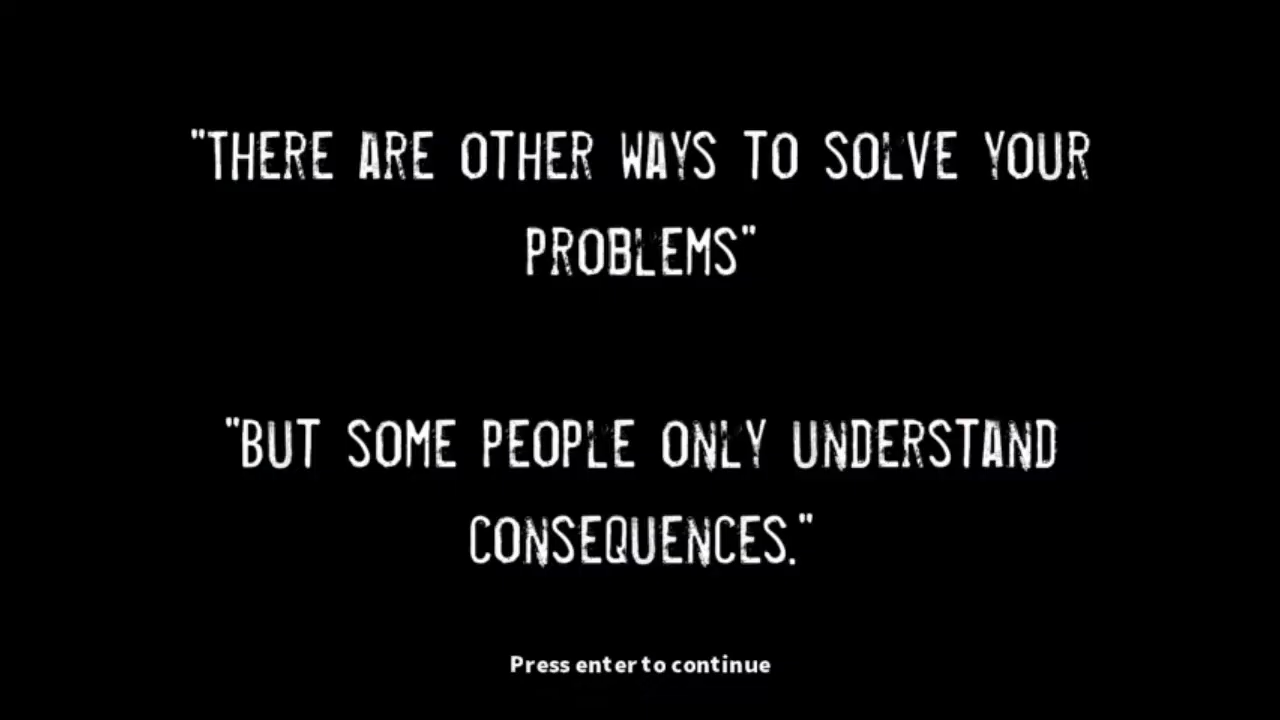 "THERE ARE OTHER WAYS TO SOLVE YOUR
PROBLEMS"
"BUT SOME PEOPLE ONLY UNDERSTAND
CONSEQUENCES."
Press enter to continue